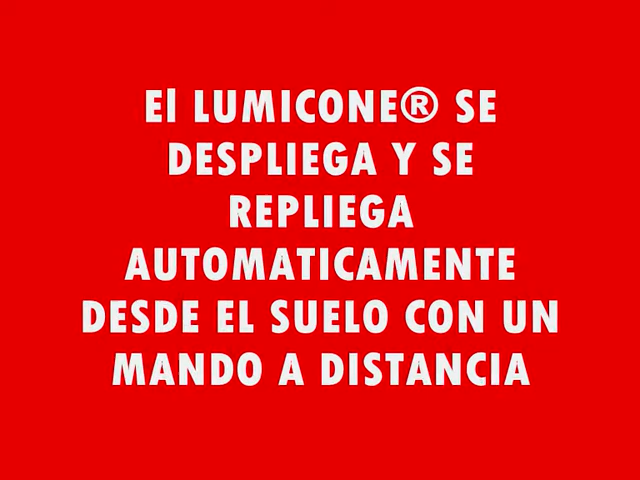 El LUMICONE® SE
DESPLIEGA Y SE
REPLIEGA
AUTOMATICAMENTE
DESDE EL SUELO CON UN
MANDO A DISTANCIA